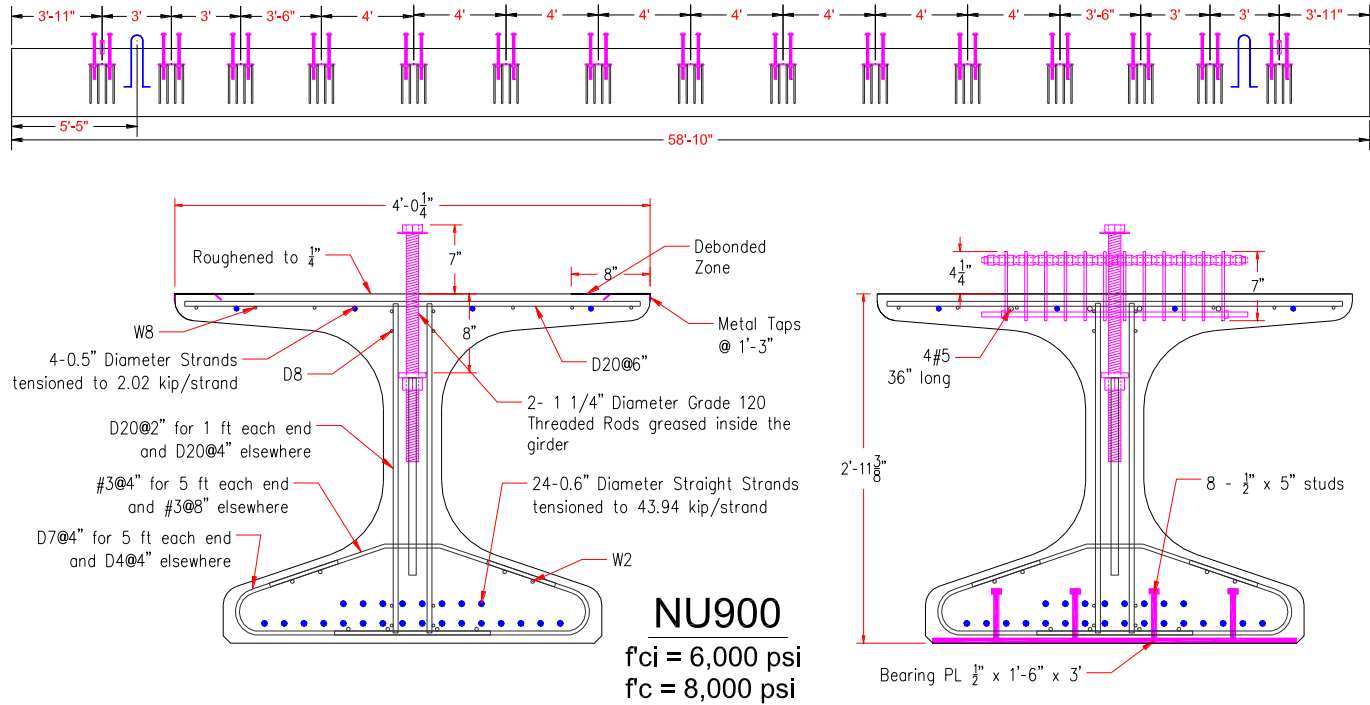 3'-11" 3' 3' 3'-6" 4' 4' 4' 4' 4' 4' 4' 4' 3'-6" 3' 3' 3'-11"
5'-5"
58'-10"
4'-0 1/4"
Roughened to 1/4"
7"
Debonded
Zone
8"
W8
4-0.5" Diameter Strands
tensioned to 2.02 kip/strand
D8
8"
D20@6"
Metal Taps
@ 1'-3"
2- 1 1/4" Diameter Grade 120
Threaded Rods greased inside the
girder
D20@2" for 1 ft each end
and D20@4" elsewhere
#3@4" for 5 ft each end
and #3@8" elsewhere
24-0.6" Diameter Straight Strands
tensioned to 43.94 kip/strand
D7@4" for 5 ft each end
and D4@4" elsewhere
W2
NU900
f'ci = 6,000 psi
f'c = 8,000 psi
4 1/4"
7"
4#5
36" long
2'-11 3/8"
8 - 1/2" x 5" studs
Bearing PL 1/2" x 1'-6" x 3'